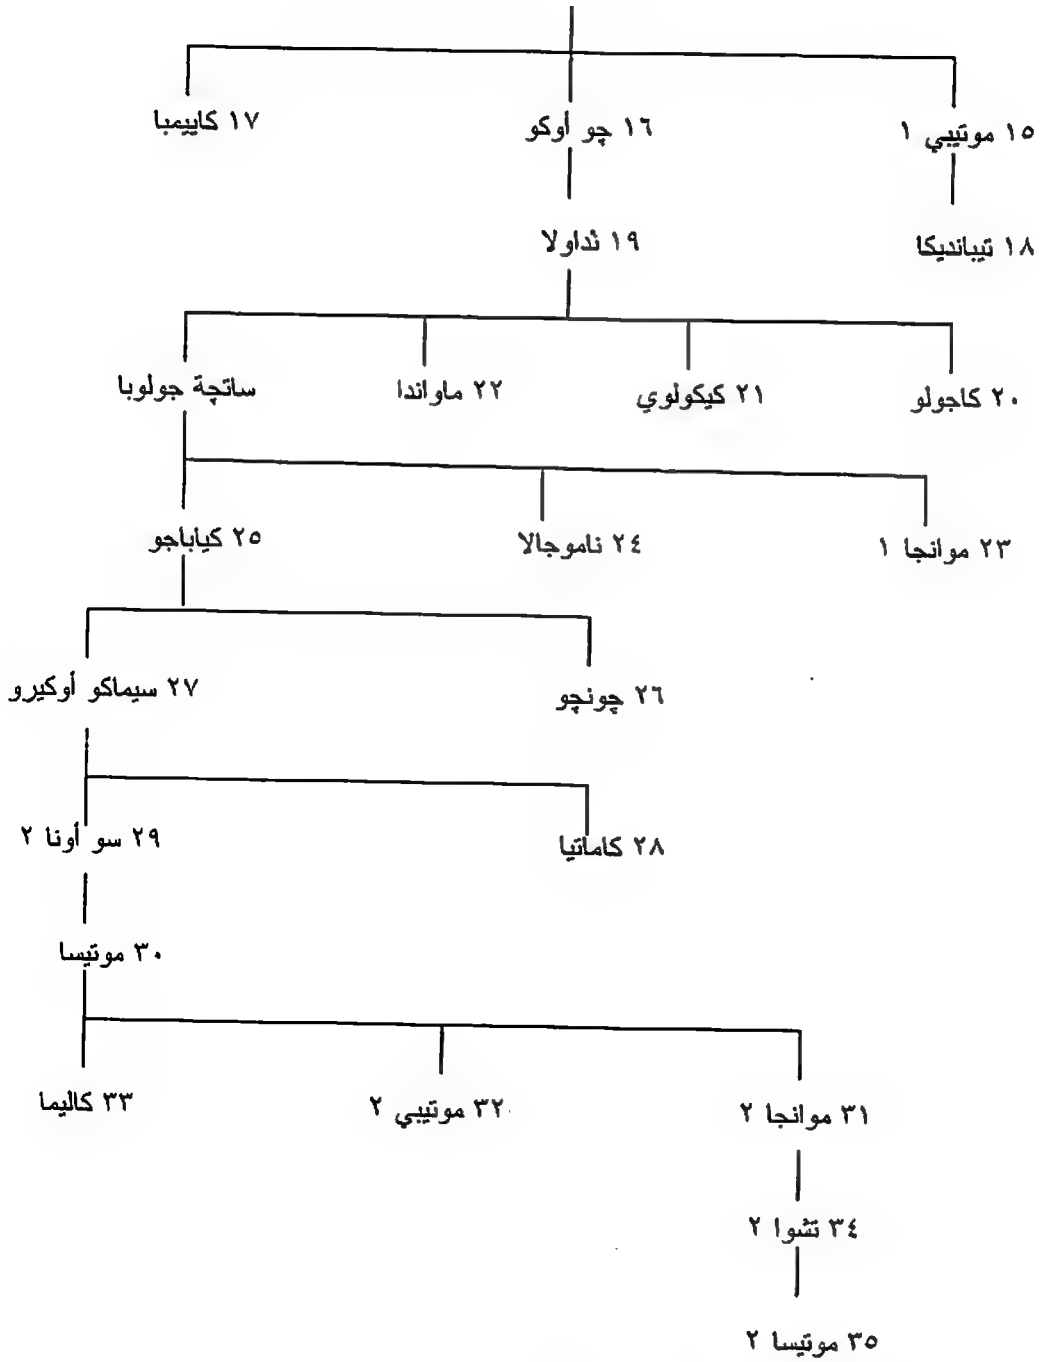 ١٥ موتيبي ١
١٦ چو أوكو
١٧ كاييمبا
١٨ تيبانديكا
١٩ نداولا
٢٠ كاجولو
٢١ كيكولوي
٢٢ ماواندا
ساتچة جولوبا
٢٣ موانجا ١
٢٤ ناموجالا
٢٥ كياباجو
٢٦ چونچو
٢٧ سيماكو أوكيرو
٢٨ كاماتيا
٢٩ سو أونا ٢
٣٠ موتيسا
٣١ موانجا ٢
٣٢ موتيبي ٢
٣٣ كاليما
٣٤ تشوا ٢
٣٥ موتيسا ٢